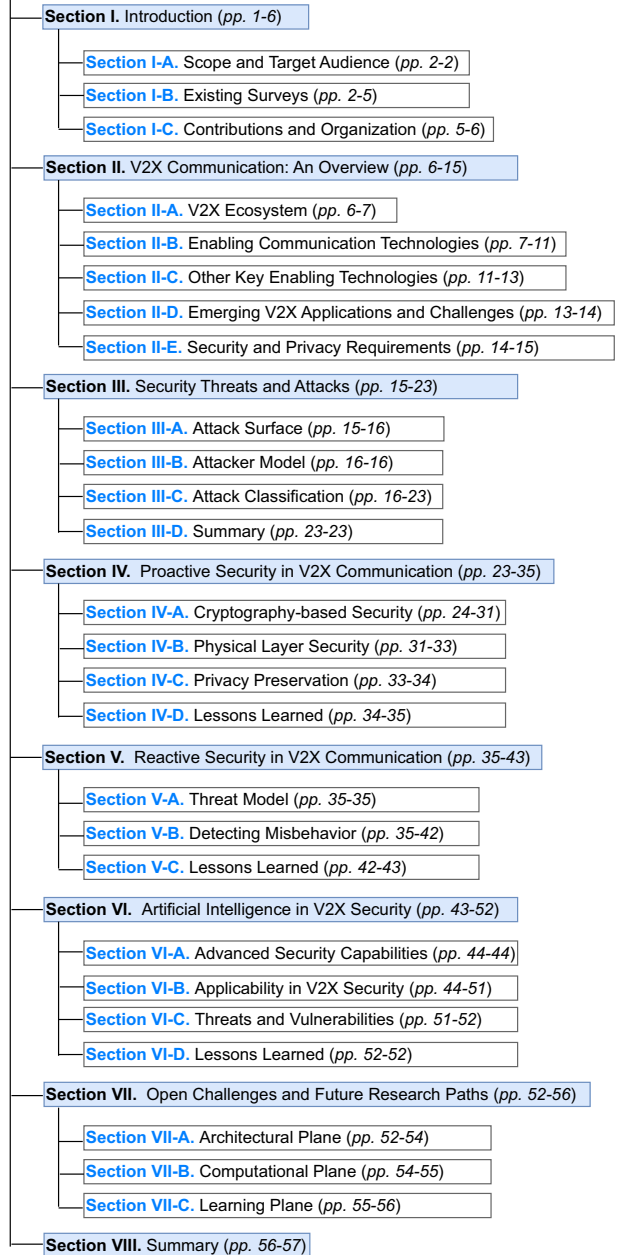 Section I. Introduction (pp. 1-6)
Section I-A. Scope and Target Audience (pp. 2-2)
Section I-B. Existing Surveys (pp. 2-5)
Section I-C. Contributions and Organization (pp. 5-6)
Section II. V2X Communication: An Overview (pp. 6-15)
Section II-A. V2X Ecosystem (pp. 6-7)
Section II-B. Enabling Communication Technologies (pp. 7-11)
Section II-C. Other Key Enabling Technologies (pp. 11-13)
Section II-D. Emerging V2X Applications and Challenges (pp. 13-14)
Section II-E. Security and Privacy Requirements (pp. 14-15)
Section III. Security Threats and Attacks (pp. 15-23)
Section III-A. Attack Surface (pp. 15-16)
Section III-B. Attacker Model (pp. 16-16)
Section III-C. Attack Classification (pp. 16-23)
Section III-D. Summary (pp. 23-23)
Section IV. Proactive Security in V2X Communication (pp. 23-35)
Section IV-A. Cryptography-based Security (pp. 24-31)
Section IV-B. Physical Layer Security (pp. 31-33)
Section IV-C. Privacy Preservation (pp. 33-34)
Section IV-D. Lessons Learned (pp. 34-35)
Section V. Reactive Security in V2X Communication (pp. 35-43)
Section V-A. Threat Model (pp. 35-35)
Section V-B. Detecting Misbehavior (pp. 35-42)
Section V-C. Lessons Learned (pp. 42-43)
Section VI. Artificial Intelligence in V2X Security (pp. 43-52)
Section VI-A. Advanced Security Capabilities (pp. 44-44)
Section VI-B. Applicability in V2X Security (pp. 44-51)
Section VI-C. Threats and Vulnerabilities (pp. 51-52)
Section VI-D. Lessons Learned (pp. 52-52)
Section VII. Open Challenges and Future Research Paths (pp. 52-56)
Section VII-A. Architectural Plane (pp. 52-54)
Section VII-B. Computational Plane (pp. 54-55)
Section VII-C. Learning Plane (pp. 55-56)
Section VIII. Summary (pp. 56-57)